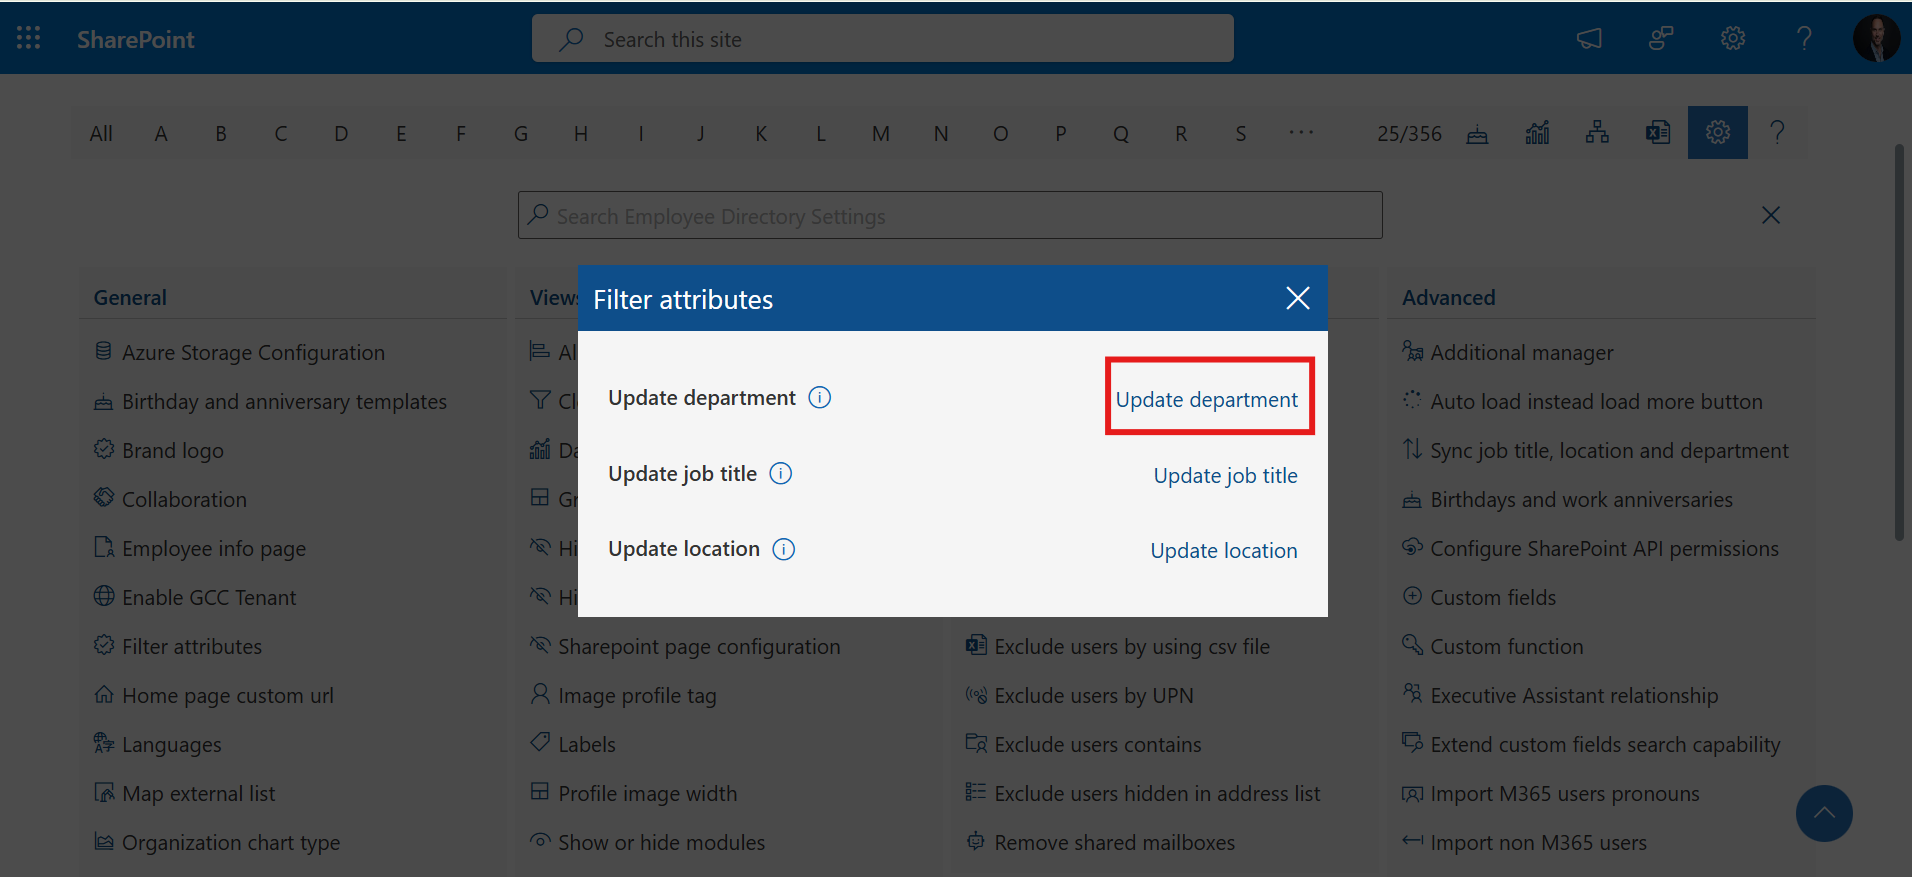 SharePoint
Search this site
All A B C D E F G H I J K L M N O P Q R S ... 25/356
Search Employee Directory Settings
General
Azure Storage Configuration
Birthday and anniversary templates
Brand logo
Collaboration
Employee info page
Enable GCC Tenant
Filter attributes
Home page custom url
Languages
Map external list
Organization chart type
Views
Al
Cl
Da
Gr
Hi
Hi
Sharepoint page configuration
Image profile tag
Labels
Profile image width
Show or hide modules
Filter attributes
Update department Update department
Update job title Update job title
Update location Update location
Exclude users by using csv file
Exclude users by UPN
Exclude users contains
Exclude users hidden in address list
Remove shared mailboxes
Advanced
Additional manager
Auto load instead load more button
Sync job title, location and department
Birthdays and work anniversaries
Configure SharePoint API permissions
Custom fields
Custom function
Executive Assistant relationship
Extend custom fields search capability
Import M365 users pronouns
Import non M365 users